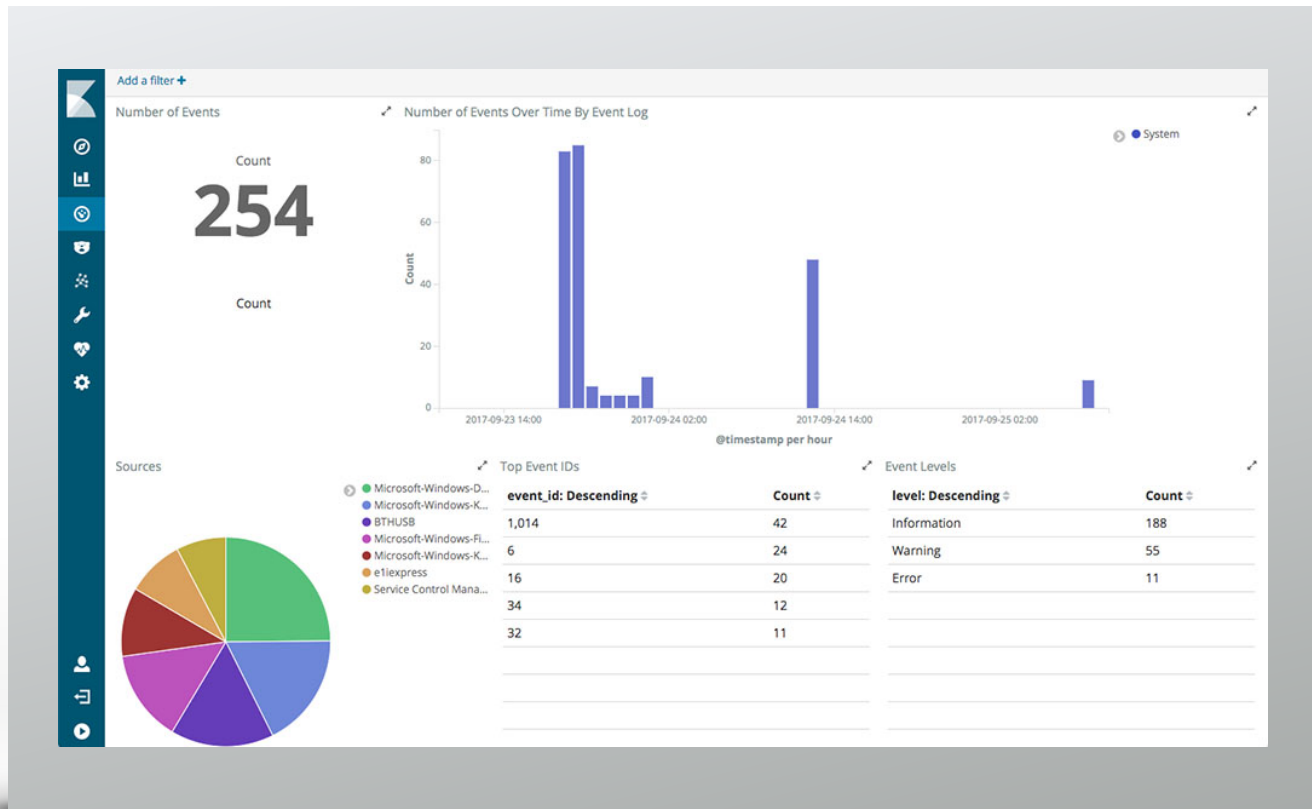 Add a filter +
Number of Events
Count
254
Count
Number of Events Over Time By Event Log
System
Count
80
60
40
20
0
2017-09-23 14:00
2017-09-24 02:00
2017-09-24 14:00
2017-09-25 02:00
@timestamp per hour
Sources
Microsoft-Windows-D...
Microsoft-Windows-K...
BTHUSB
Microsoft-Windows-Fi...
Microsoft-Windows-K...
e1iexpress
Service Control Mana...
Top Event IDs
event_id: Descending Count
1,014 42
6 24
16 20
34 12
32 11
Event Levels
level: Descending Count
Information 188
Warning 55
Error 11